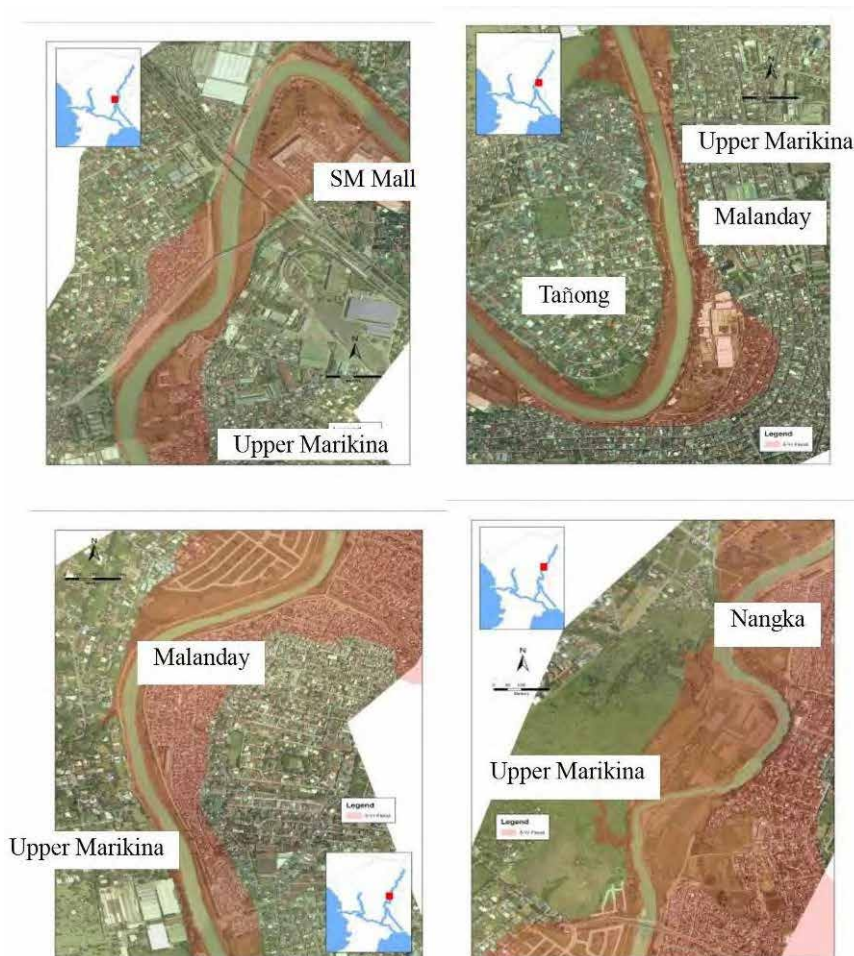 N
SM Mall
Upper Marikina
N
Upper Marikina
Malanday
Tañong
Legend
N
Malanday
Legend
Upper Marikina
Nangka
N
Upper Marikina
Legend